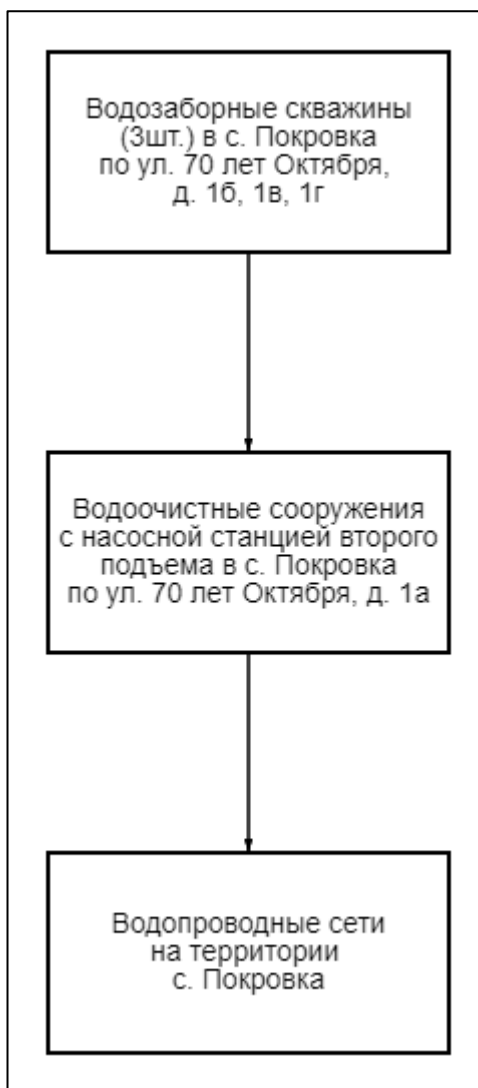 Водозаборные скважины
(3шт.) в с. Покровка
по ул. 70 лет Октября,
д. 1б, 1в, 1г
Водоочистные сооружения
с насосной станцией второго
подъема в с. Покровка
по ул. 70 лет Октября, д. 1а
Водопроводные сети
на территории
с. Покровка